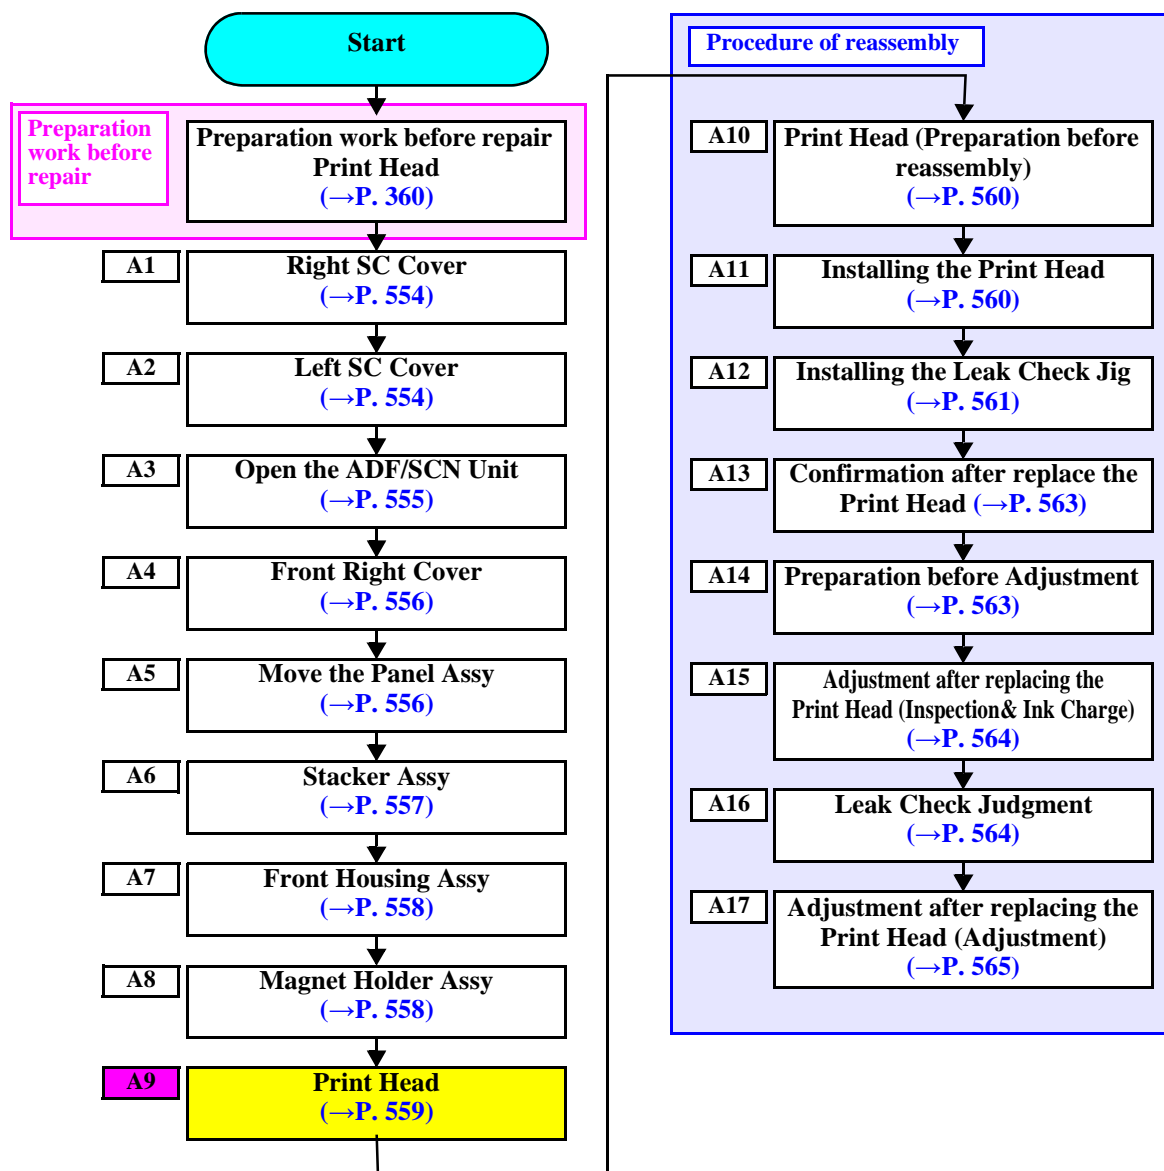 Start
Preparation
work before
repair
Preparation work before repair
Print Head
(→P. 360)
A1
Right SC Cover
(→P. 554)
A2
Left SC Cover
(→P. 554)
A3
Open the ADF/SCN Unit
(→P. 555)
A4
Front Right Cover
(→P. 556)
A5
Move the Panel Assy
(→P. 556)
A6
Stacker Assy
(→P. 557)
A7
Front Housing Assy
(→P. 558)
A8
Magnet Holder Assy
(→P. 558)
A9
Print Head
(→P. 559)
Procedure of reassembly
A10
Print Head (Preparation before
reassembly)
(→P. 560)
A11
Installing the Print Head
(→P. 560)
A12
Installing the Leak Check Jig
(→P. 561)
A13
Confirmation after replace the
Print Head (→P. 563)
A14
Preparation before Adjustment
(→P. 563)
A15
Adjustment after replacing the
Print Head (Inspection& Ink Charge)
(→P. 564)
A16
Leak Check Judgment
(→P. 564)
A17
Adjustment after replacing the
Print Head (Adjustment)
(→P. 565)